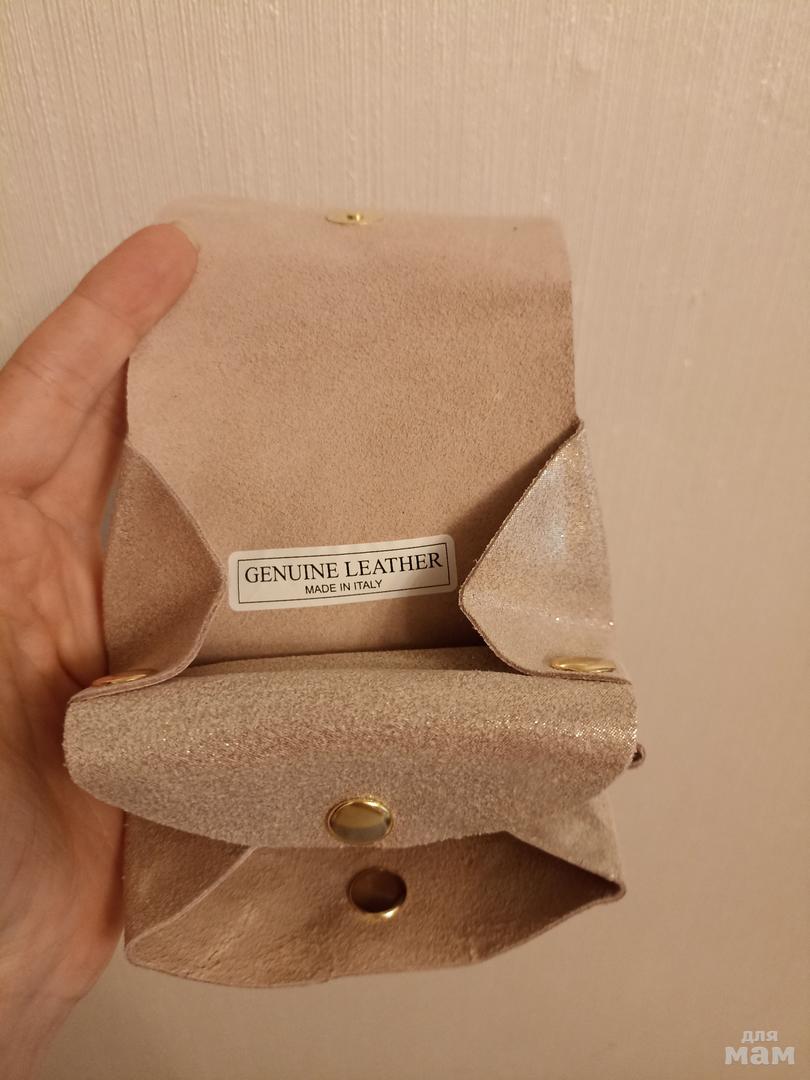 GENUINE LEATHER
MADE IN ITALY
для
мам